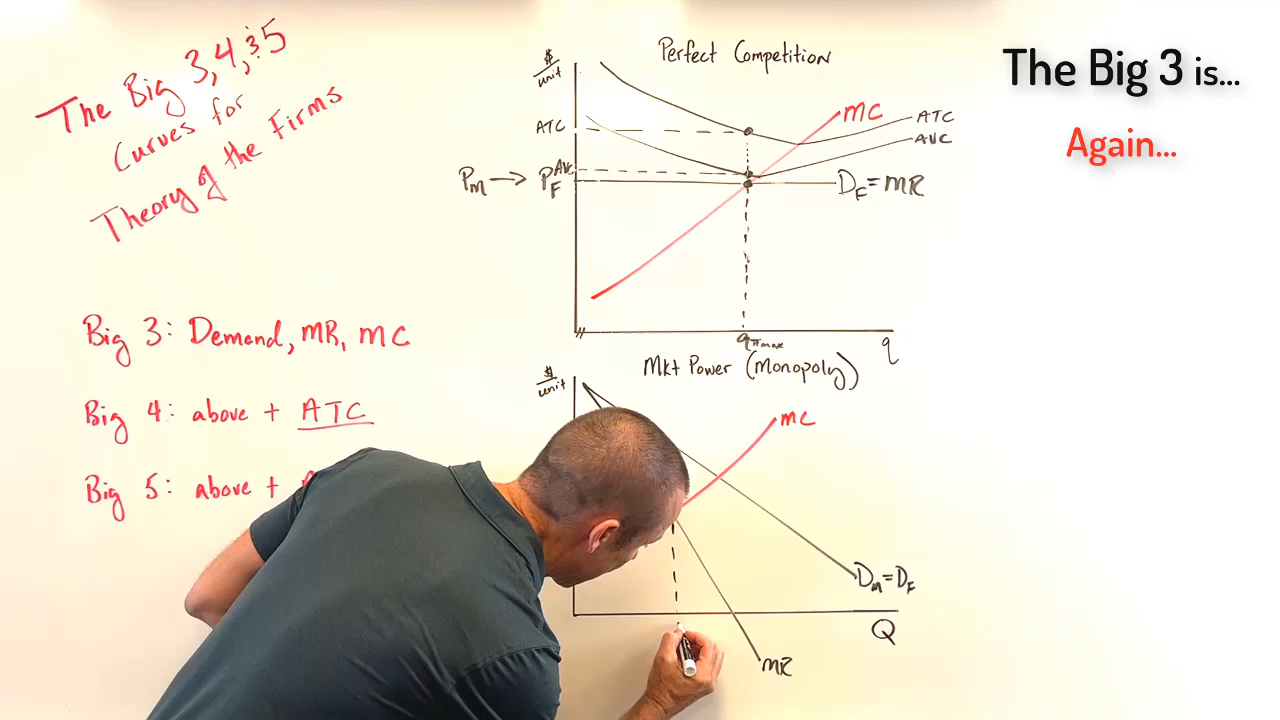 The Big 3, 4, & 5
Curves for
Theory of the Firms
Big 3: Demand, MR, MC
Big 4: above + ATC
Big 5: above +
Perfect Competition
$/unit
MC
ATC
AVC
ATC
AVC
PM → PF
DF = MR
qπmax
q
Mkt Power (Monopoly)
$/unit
MC
DM = DF
Q
MR
The Big 3 is...
Again...